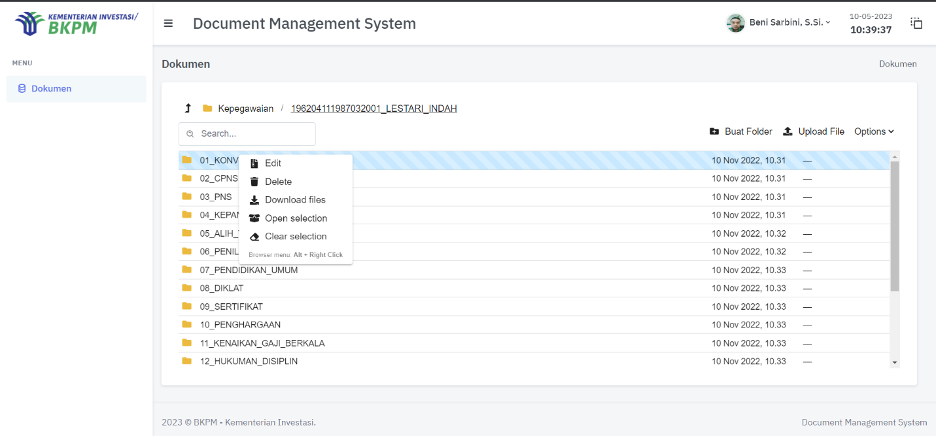 KEMENTERIAN INVESTASI/
BKPM
Document Management System
Beni Sarbini, S.Si.
10-05-2023
10:39:37
MENU
Dokumen
Dokumen
Dokumen
Kepegawaian / 196204111987032001_LESTARI_INDAH
Search...
Buat Folder Upload File Options
01_KONV 10 Nov 2022, 10.31 —
02_CPNS 10 Nov 2022, 10.31 —
03_PNS 10 Nov 2022, 10.31 —
04_KEPAN 10 Nov 2022, 10.31 —
05_ALIH_ 10 Nov 2022, 10.32 —
06_PENIL 10 Nov 2022, 10.32 —
07_PENDIDIKAN_UMUM 10 Nov 2022, 10.33 —
08_DIKLAT 10 Nov 2022, 10.33 —
09_SERTIFIKAT 10 Nov 2022, 10.33 —
10_PENGHARGAAN 10 Nov 2022, 10.33 —
11_KENAIKAN_GAJI_BERKALA 10 Nov 2022, 10.33 —
12_HUKUMAN_DISIPLIN 10 Nov 2022, 10.33 —
Edit
Delete
Download files
Open selection
Clear selection
Browser menu: Alt + Right Click
2023 © BKPM - Kementerian Investasi.
Document Management System